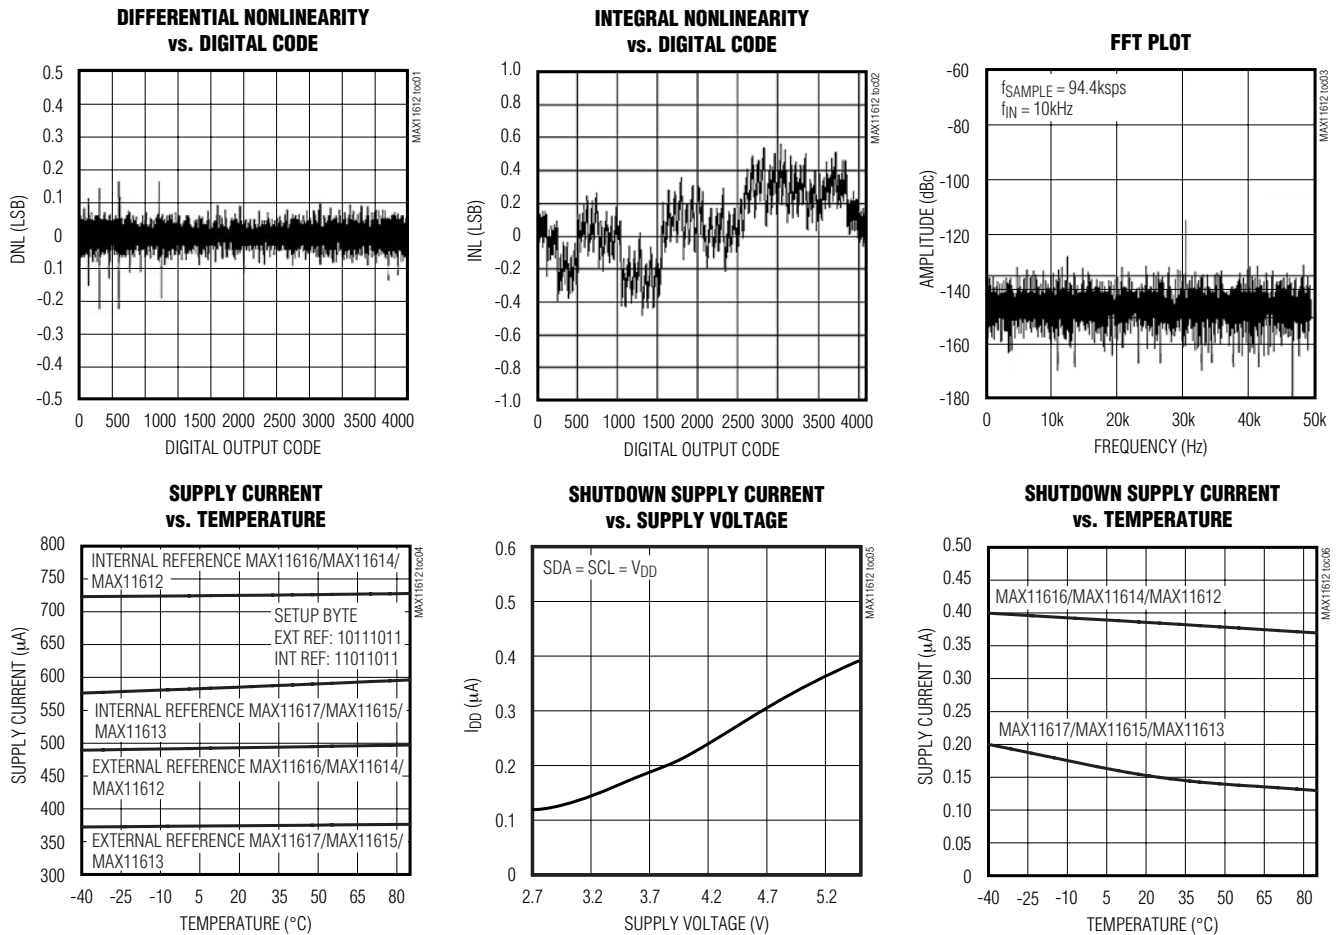 DIFFERENTIAL NONLINEARITY
vs. DIGITAL CODE
MAX11612 toc01
DNL (LSB)
0.5
0.4
0.3
0.2
0.1
0
0.1
-0.2
-0.3
-0.4
-0.5
0 500 1000 1500 2000 2500 3000 3500 4000
DIGITAL OUTPUT CODE
INTEGRAL NONLINEARITY
vs. DIGITAL CODE
MAX11612 toc02
INL (LSB)
1.0
0.8
0.6
0.4
0.2
0
-0.2
-0.4
-0.6
-0.8
-1.0
0 500 1000 1500 2000 2500 3000 3500 4000
DIGITAL OUTPUT CODE
FFT PLOT
MAX11612 toc03
fSAMPLE = 94.4ksps
fIN = 10kHz
AMPLITUDE (dBc)
-60
-80
-100
-120
-140
-160
-180
0 10k 20k 30k 40k 50k
FREQUENCY (Hz)
SUPPLY CURRENT
vs. TEMPERATURE
MAX11612 toc04
SUPPLY CURRENT (µA)
800
750
700
650
600
550
500
450
400
350
300
INTERNAL REFERENCE MAX11616/MAX11614/
MAX11612
SETUP BYTE
EXT REF: 10111011
INT REF: 11011011
INTERNAL REFERENCE MAX11617/MAX11615/
MAX11613
EXTERNAL REFERENCE MAX11616/MAX11614/
MAX11612
EXTERNAL REFERENCE MAX11617/MAX11615/
MAX11613
-40 -25 -10 5 20 35 50 65 80
TEMPERATURE (°C)
SHUTDOWN SUPPLY CURRENT
vs. SUPPLY VOLTAGE
MAX11612 toc05
SDA = SCL = VDD
IDD (µA)
0.6
0.5
0.4
0.3
0.2
0.1
0
2.7 3.2 3.7 4.2 4.7 5.2
SUPPLY VOLTAGE (V)
SHUTDOWN SUPPLY CURRENT
vs. TEMPERATURE
MAX11612 toc06
SUPPLY CURRENT (µA)
0.50
0.45
0.40
0.35
0.30
0.25
0.20
0.15
0.10
0.05
0
MAX11616/MAX11614/MAX11612
MAX11617/MAX11615/MAX11613
-40 -25 -10 5 20 35 50 65 80
TEMPERATURE (°C)